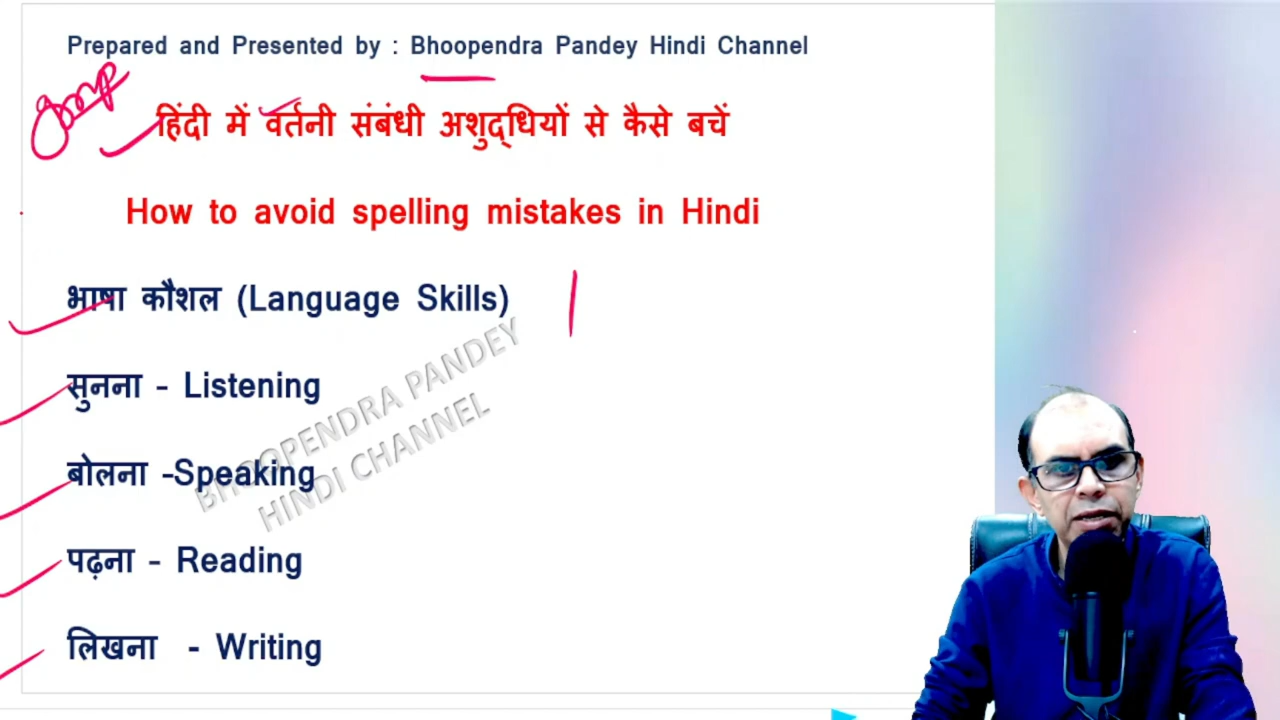 Prepared and Presented by : Bhoopendra Pandey Hindi Channel
Imp
हिंदी में वर्तनी संबंधी अशुद्धियों से कैसे बचें
How to avoid spelling mistakes in Hindi
भाषा कौशल (Language Skills)
सुनना - Listening
बोलना -Speaking
पढ़ना - Reading
लिखना - Writing
BHOOPENDRA PANDEY
HINDI CHANNEL